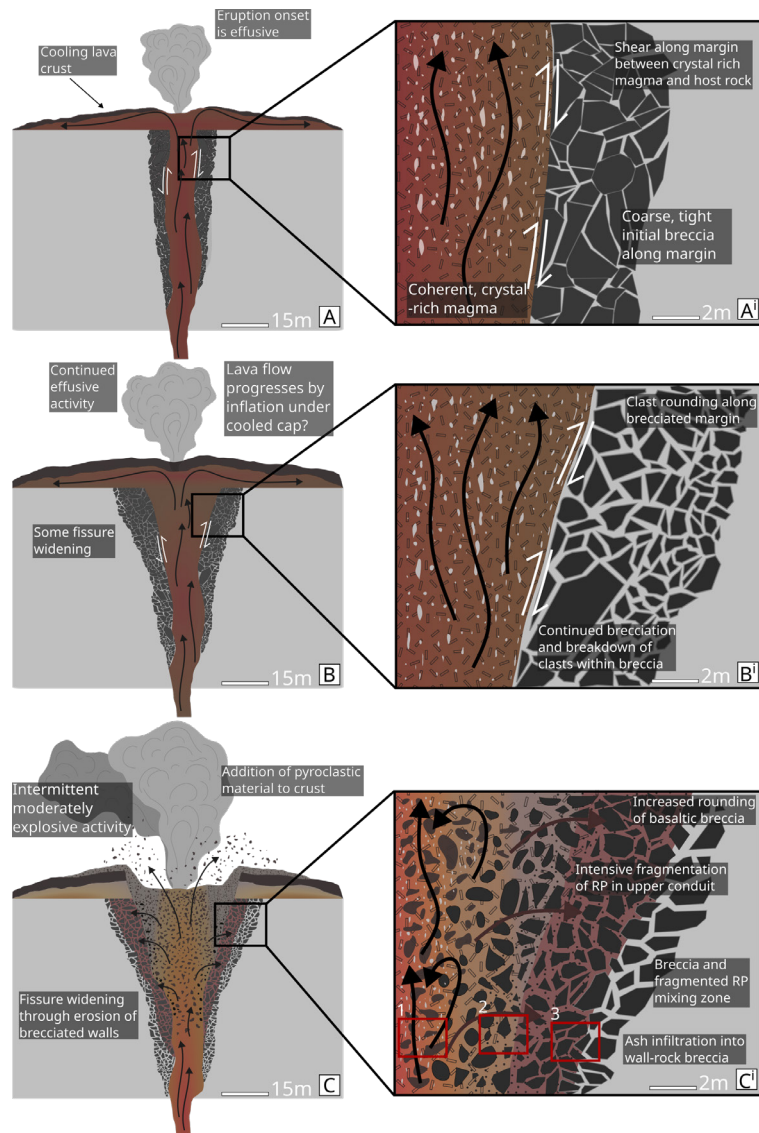 Eruption onset
is effusive
Cooling lava
crust
15m
A
Shear along margin
between crystal rich
magma and host rock
Coarse, tight
initial breccia
along margin
Coherent, crystal
-rich magma
2m
Aⁱ
Continued
effusive
activity
Lava flow
progresses by
inflation under
cooled cap?
Some fissure
widening
15m
B
Clast rounding along
brecciated margin
Continued brecciation
and breakdown of
clasts within breccia
2m
Bⁱ
Intermittent
moderately
explosive activity
Addition of pyroclastic
material to crust
Fissure widening
through erosion of
brecciated walls
15m
C
Increased rounding
of basaltic breccia
Intensive fragmentation
of RP in upper conduit
Breccia and
fragmented RP
mixing zone
1
2
3
Ash infiltration into
wall-rock breccia
2m
Cⁱ